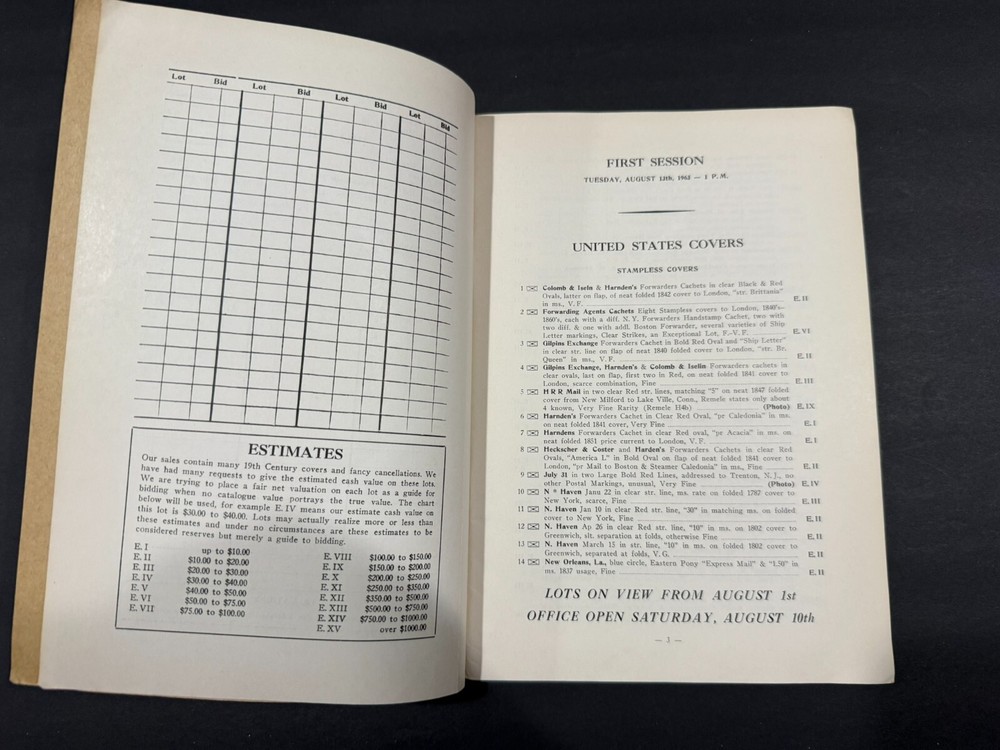 Lot Bid Lot Bid Lot Bid Lot Bid
ESTIMATES
Our sales contain many 19th Century covers and fancy cancellations. We
have had many requests to give the estimated cash value on these lots.
We are trying to place a fair net valuation on each lot as a guide for
bidding when no catalogue value portrays the true value. The chart
below will be used, for example E. IV means our estimate cash value on
this lot is $30.00 to $40.00. Lots may actually realize more or less than
these estimates and under no circumstances are these estimates to be
considered reserves but merely a guide to bidding.
E. I up to $10.00
E. II $10.00 to $20.00
E. III $20.00 to $30.00
E. IV $30.00 to $40.00
E. V $40.00 to $50.00
E. VI $50.00 to $75.00
E. VII $75.00 to $100.00
E. VIII $100.00 to $150.00
E. IX $150.00 to $200.00
E. X $200.00 to $250.00
E. XI $250.00 to $350.00
E. XII $350.00 to $500.00
E. XIII $500.00 to $750.00
E. XIV $750.00 to $1000.00
E. XV over $1000.00
FIRST SESSION
TUESDAY, AUGUST 13th, 1963 — 1 P.M.
UNITED STATES COVERS
STAMPLESS COVERS
1 Colomb & Iseln & Harnden's Forwarders Cachets in clear Black & Red
Ovals, latter on flap, of neat folded 1842 cover to London, "str. Brittania"
in ms., V.F. E. II
2 Forwarding Agents Cachets Eight Stampless covers to London, 1840's-
1860's, each with a diff. N.Y. Forwarders Handstamp Cachet, two with
two diff. & one with addl. Boston Forwarder, several varieties of Ship
Letter markings, Clear Strikes, an Exceptional Lot, F.-V.F. E. VI
3 Gilpins Exchange Forwarders Cachet in Bold Red Oval and "Ship Letter"
in clear str. line on flap of neat 1840 folded cover to London, "str. Br.
Queen" in ms., V.F. E. II
4 Gilpins Exchange, Harnden's & Colomb & Iselin Forwarders cachets in
clear ovals, last on flap, first two in Red, on neat folded 1841 cover to
London, scarce combination, Fine E. III
5 H R R Mail in two clear Red str. lines, matching "5" on neat 1847 folded
cover from New Milford to Lake Ville, Conn., Remele states only about
4 known, Very Fine Rarity (Remele H4b) (Photo) E. IX
6 Harnden's Forwarders Cachet in Clear Red Oval, "pr Caledonia" in ms.
on neat folded 1841 cover, Very Fine E. I
7 Harndens Forwarders Cachet in clear Red oval, "pr Acacia" in ms. on
neat folded 1851 price current to London, V.F. E. I
8 Heckscher & Coster and Harden's Forwarders Cachet in clear Red
Ovals, "America L" in Bold Oval on flap of neat folded 1841 cover to
London, "pr Mail to Boston & Steamer Caledonia" in ms., Fine E. II
9 July 31 in two Large Bold Red Lines, addressed to Trenton, N.J., no
other Postal Markings, unusual, Very Fine (Photo) E. IV
10 N * Haven Janu 22 in clear str. line, ms. rate on folded 1787 cover to
New York, scarce, Fine E. III
11 N. Haven Jan 10 in clear Red str. line, "30" in matching ms. on folded
cover to New York, Fine E. II
12 N. Haven Ap 26 in clear Red str. line, "10" in ms. on 1802 cover to
Greenwich, slt. separation at folds, otherwise Fine E. II
13 N. Haven March 15 in str. line, "10" in ms. on folded 1802 cover to
Greenwich, separated at folds, V.G. E. II
14 New Orleans, La., blue circle, Eastern Pony "Express Mail" & "1.50" in
ms. 1837 usage, Fine E. II
LOTS ON VIEW FROM AUGUST 1st
OFFICE OPEN SATURDAY, AUGUST 10th
— 3 —